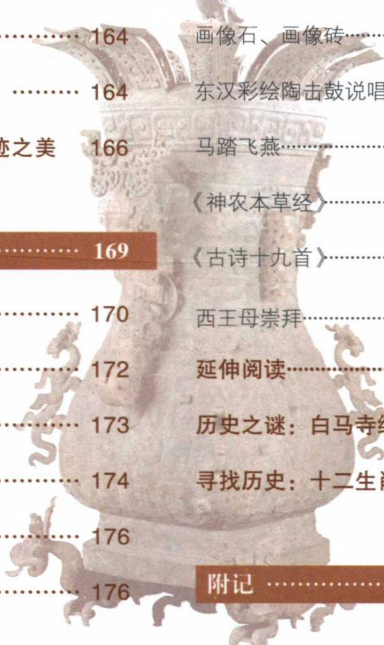 164
164
迹之美 166
169
170
172
173
174
176
176
画像石、画像砖
东汉彩绘陶击鼓说唱
马踏飞燕
《神农本草经》
《古诗十九首》
西王母崇拜
延伸阅读
历史之谜：白马寺
寻找历史：十二生肖
附记